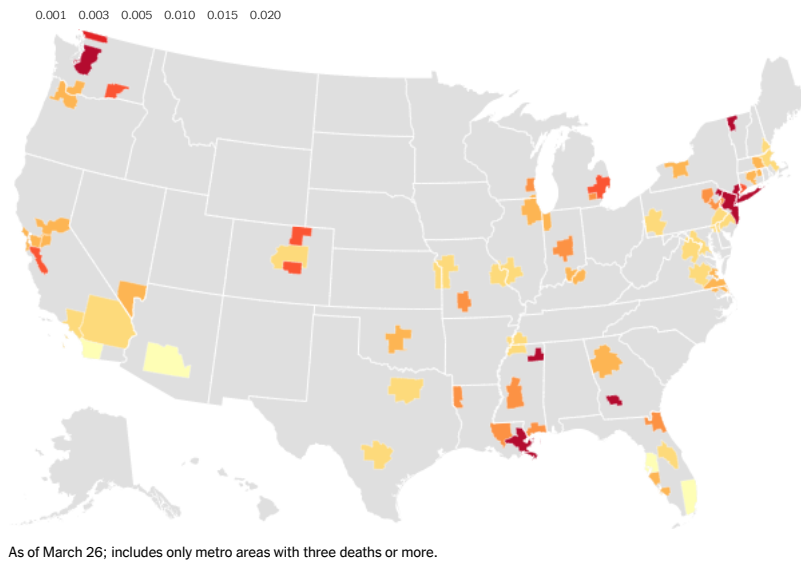 0.001 0.003 0.005 0.010 0.015 0.020
As of March 26; includes only metro areas with three deaths or more.